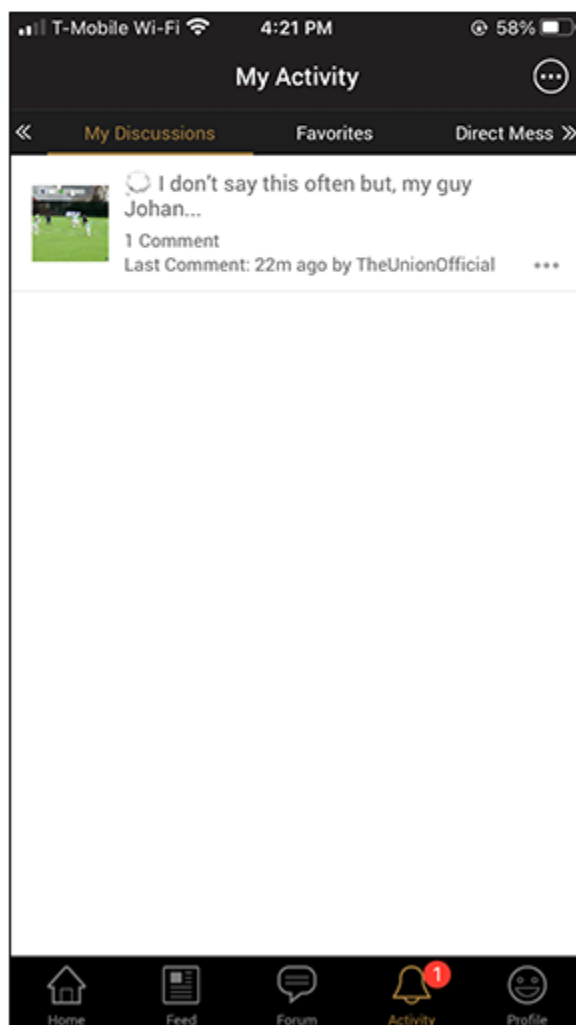 T-Mobile Wi-Fi 4:21 PM 58%
My Activity
My Discussions Favorites Direct Mess
I don't say this often but, my guy
Johan...
1 Comment
Last Comment: 22m ago by TheUnionOfficial
1
Home Feed Forum Activity Profile